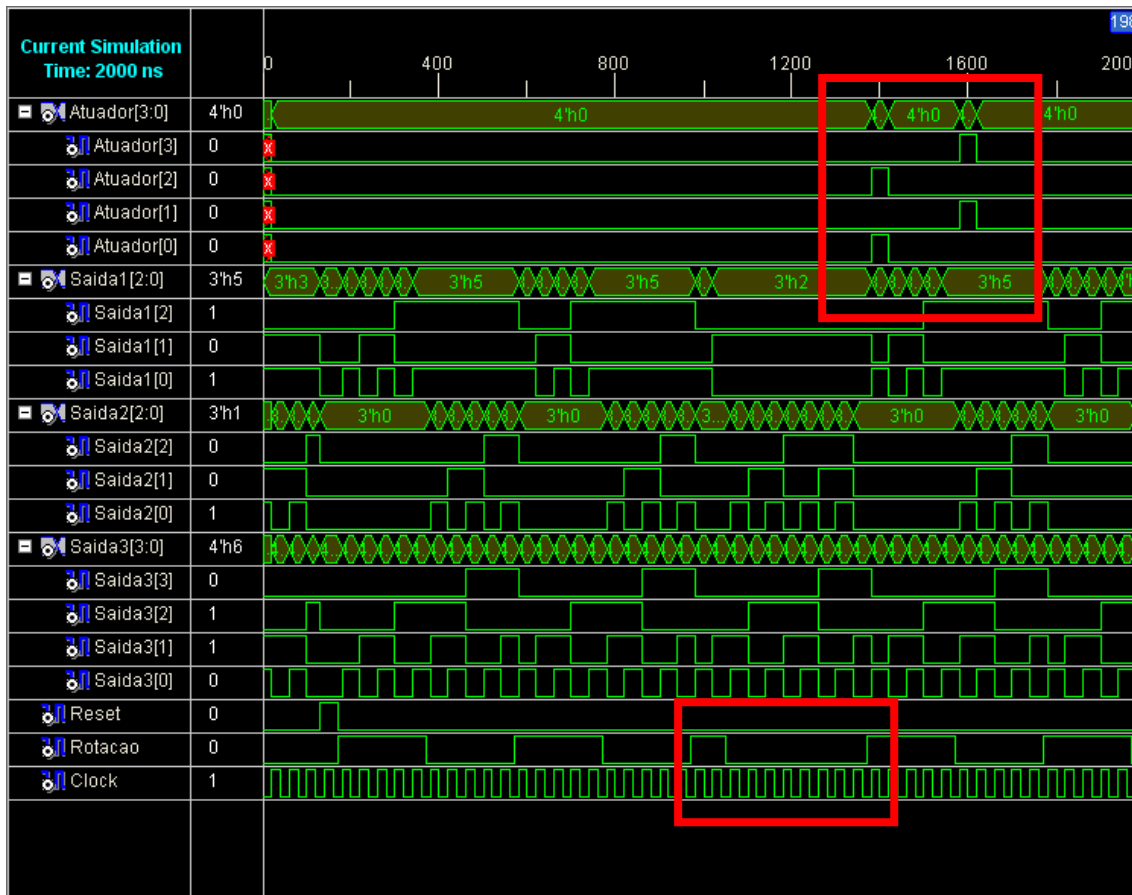 198
Current Simulation
Time: 2000 ns
0 400 800 1200 1600 200
Atuador[3:0] 4'h0 4'h0 4'h0 4'h0
Atuador[3] 0 X
Atuador[2] 0 X
Atuador[1] 0 X
Atuador[0] 0 X
Saida1[2:0] 3'h5 3'h3 3'h5 3'h5 3'h2 3'h5
Saida1[2] 1
Saida1[1] 0
Saida1[0] 1
Saida2[2:0] 3'h1 3'h0 3'h0 3... 3'h0 3'h0
Saida2[2] 0
Saida2[1] 0
Saida2[0] 1
Saida3[3:0] 4'h6
Saida3[3] 0
Saida3[2] 1
Saida3[1] 1
Saida3[0] 0
Reset 0
Rotacao 0
Clock 1